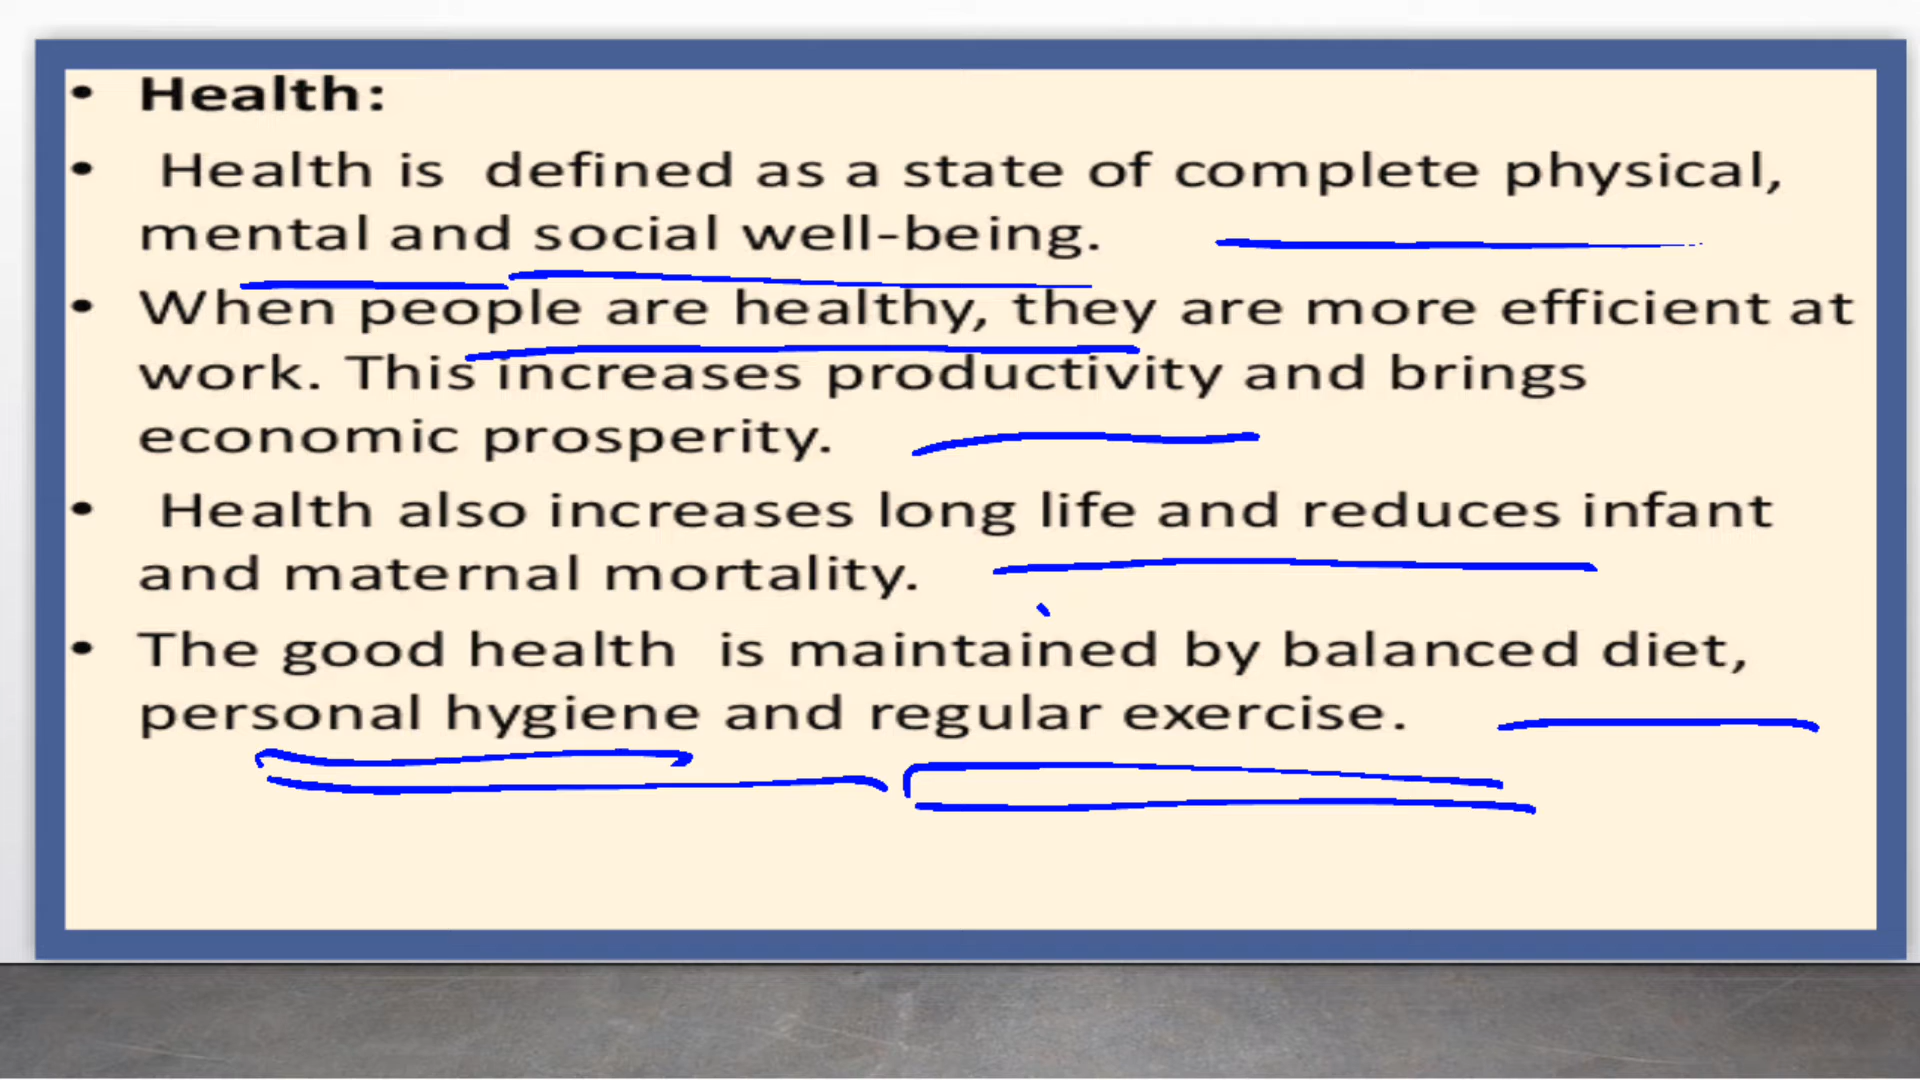 • Health:
• Health is defined as a state of complete physical,
mental and social well-being.
• When people are healthy, they are more efficient at
work. This increases productivity and brings
economic prosperity.
• Health also increases long life and reduces infant
and maternal mortality.
• The good health is maintained by balanced diet,
personal hygiene and regular exercise.